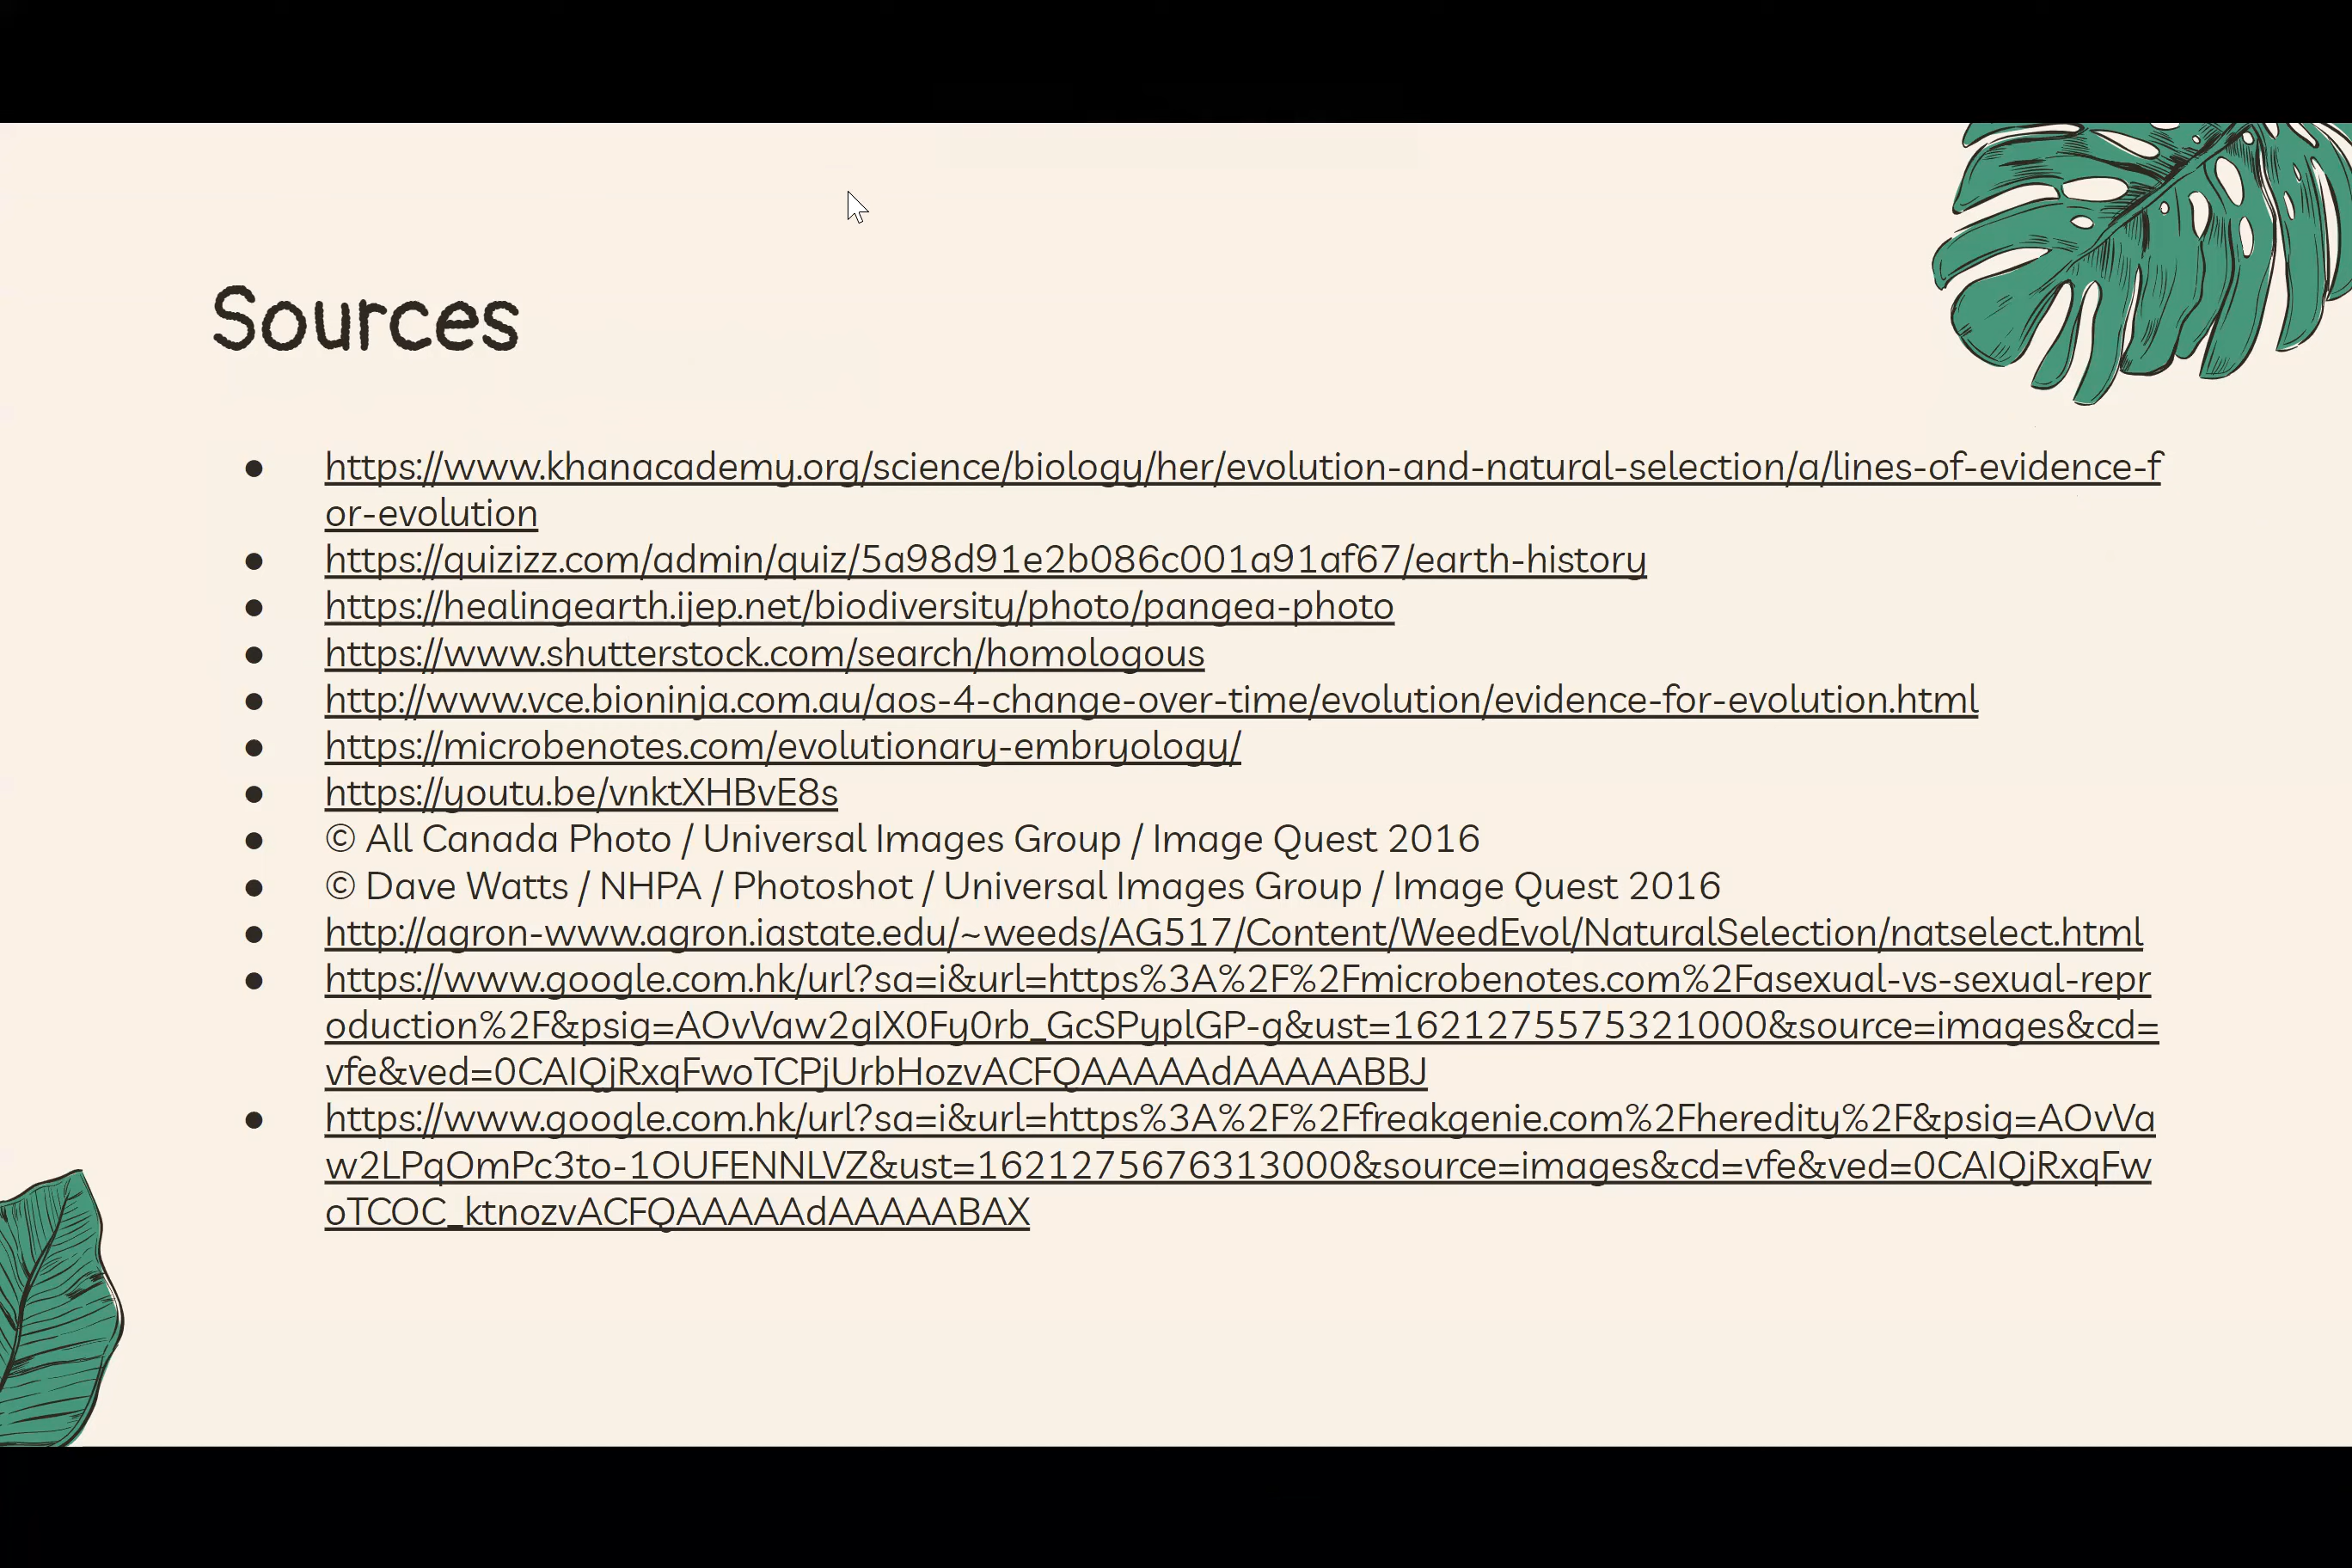 Sources
● https://www.khanacademy.org/science/biology/her/evolution-and-natural-selection/a/lines-of-evidence-f
or-evolution
● https://quizizz.com/admin/quiz/5a98d91e2b086c001a91af67/earth-history
● https://healingearth.ijep.net/biodiversity/photo/pangea-photo
● https://www.shutterstock.com/search/homologous
● http://www.vce.bioninja.com.au/aos-4-change-over-time/evolution/evidence-for-evolution.html
● https://microbenotes.com/evolutionary-embryology/
● https://youtu.be/vnktXHBvE8s
● © All Canada Photo / Universal Images Group / Image Quest 2016
● © Dave Watts / NHPA / Photoshot / Universal Images Group / Image Quest 2016
● http://agron-www.agron.iastate.edu/~weeds/AG517/Content/WeedEvol/NaturalSelection/natselect.html
● https://www.google.com.hk/url?sa=i&url=https%3A%2F%2Fmicrobenotes.com%2Fasexual-vs-sexual-repr
oduction%2F&psig=AOvVaw2gIX0Fy0rb_GcSPyplGP-g&ust=1621275575321000&source=images&cd=
vfe&ved=0CAIQjRxqFwoTCPjUrbHozvACFQAAAAAdAAAAABBJ
● https://www.google.com.hk/url?sa=i&url=https%3A%2F%2Ffreakgenie.com%2Fheredity%2F&psig=AOvVa
w2LPqOmPc3to-1OUFENNLVZ&ust=1621275676313000&source=images&cd=vfe&ved=0CAIQjRxqFw
oTCOC_ktnozvACFQAAAAAdAAAAABAX